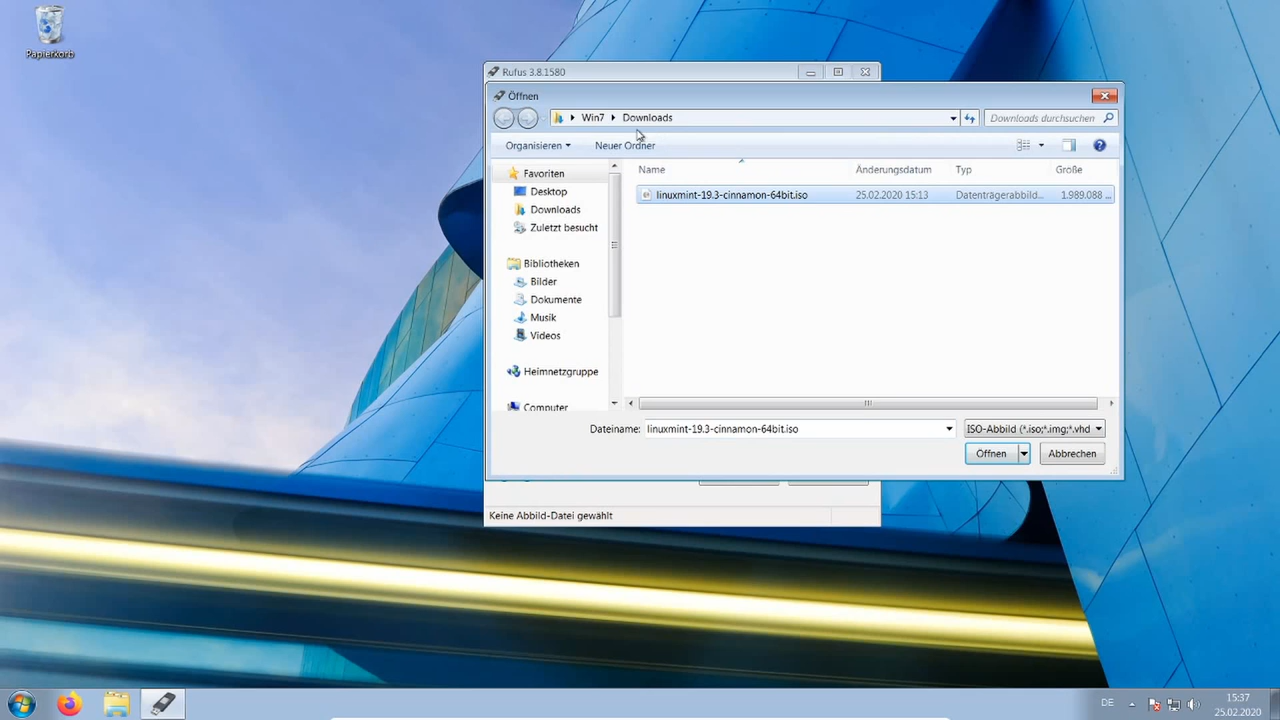 Papierkorb
Rufus 3.8.1580
Öffnen
Win7 Downloads
Downloads durchsuchen
Organisieren Neuer Ordner
Favoriten
Desktop
Downloads
Zuletzt besucht
Bibliotheken
Bilder
Dokumente
Musik
Videos
Heimnetzgruppe
Computer
Name Änderungsdatum Typ Größe
linuxmint-19.3-cinnamon-64bit.iso 25.02.2020 15:13 Datenträgerabbild... 1.989.088 ...
Dateiname: linuxmint-19.3-cinnamon-64bit.iso ISO-Abbild (*.iso;*.img;*.vhd
Öffnen Abbrechen
Keine Abbild-Datei gewählt
DE 15:37
25.02.2020